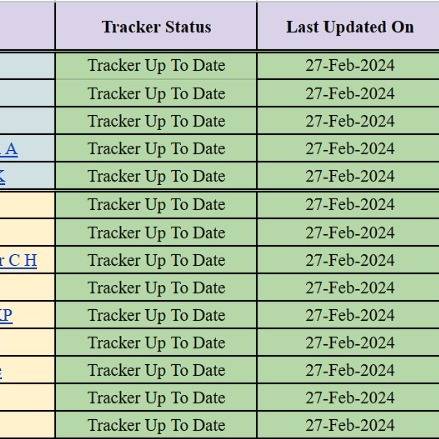 Tracker Status Last Updated On
Tracker Up To Date 27-Feb-2024
Tracker Up To Date 27-Feb-2024
Tracker Up To Date 27-Feb-2024
A Tracker Up To Date 27-Feb-2024
Tracker Up To Date 27-Feb-2024
Tracker Up To Date 27-Feb-2024
Tracker Up To Date 27-Feb-2024
r C H Tracker Up To Date 27-Feb-2024
Tracker Up To Date 27-Feb-2024
P Tracker Up To Date 27-Feb-2024
Tracker Up To Date 27-Feb-2024
Tracker Up To Date 27-Feb-2024
Tracker Up To Date 27-Feb-2024
Tracker Up To Date 27-Feb-2024